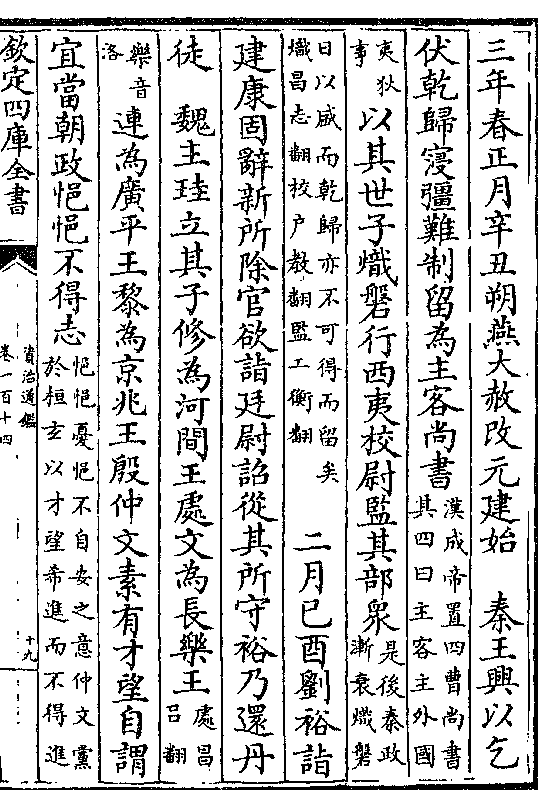 三年春正月辛丑朔燕大赦改元建始　秦王興以乞
伏乾歸寖彊難制留為主客尚書
漢成帝置四曹尚書
其四曰主客主外國
夷狄
事
以其世子熾磐行西夷校尉監其部衆
是後秦政
漸衰熾磐
日以盛而乾歸亦不可得而留矣
熾昌志翻校户教翻監工衡翻
二月己酉劉裕詣
建康固辭新所除官欲詣廷尉詔從其所守裕乃還丹
徒　魏主珪立其子修為河間王處文為長樂王
處昌
吕翻
樂音
洛
連為廣平王黎為京兆王殷仲文素有才望自謂
宜當朝政悒悒不得志
悒悒憂悒不自安之意仲文黨
於桓玄以才望希進而不得進
欽定四庫全書
資治通鑑
卷一百十四
十九